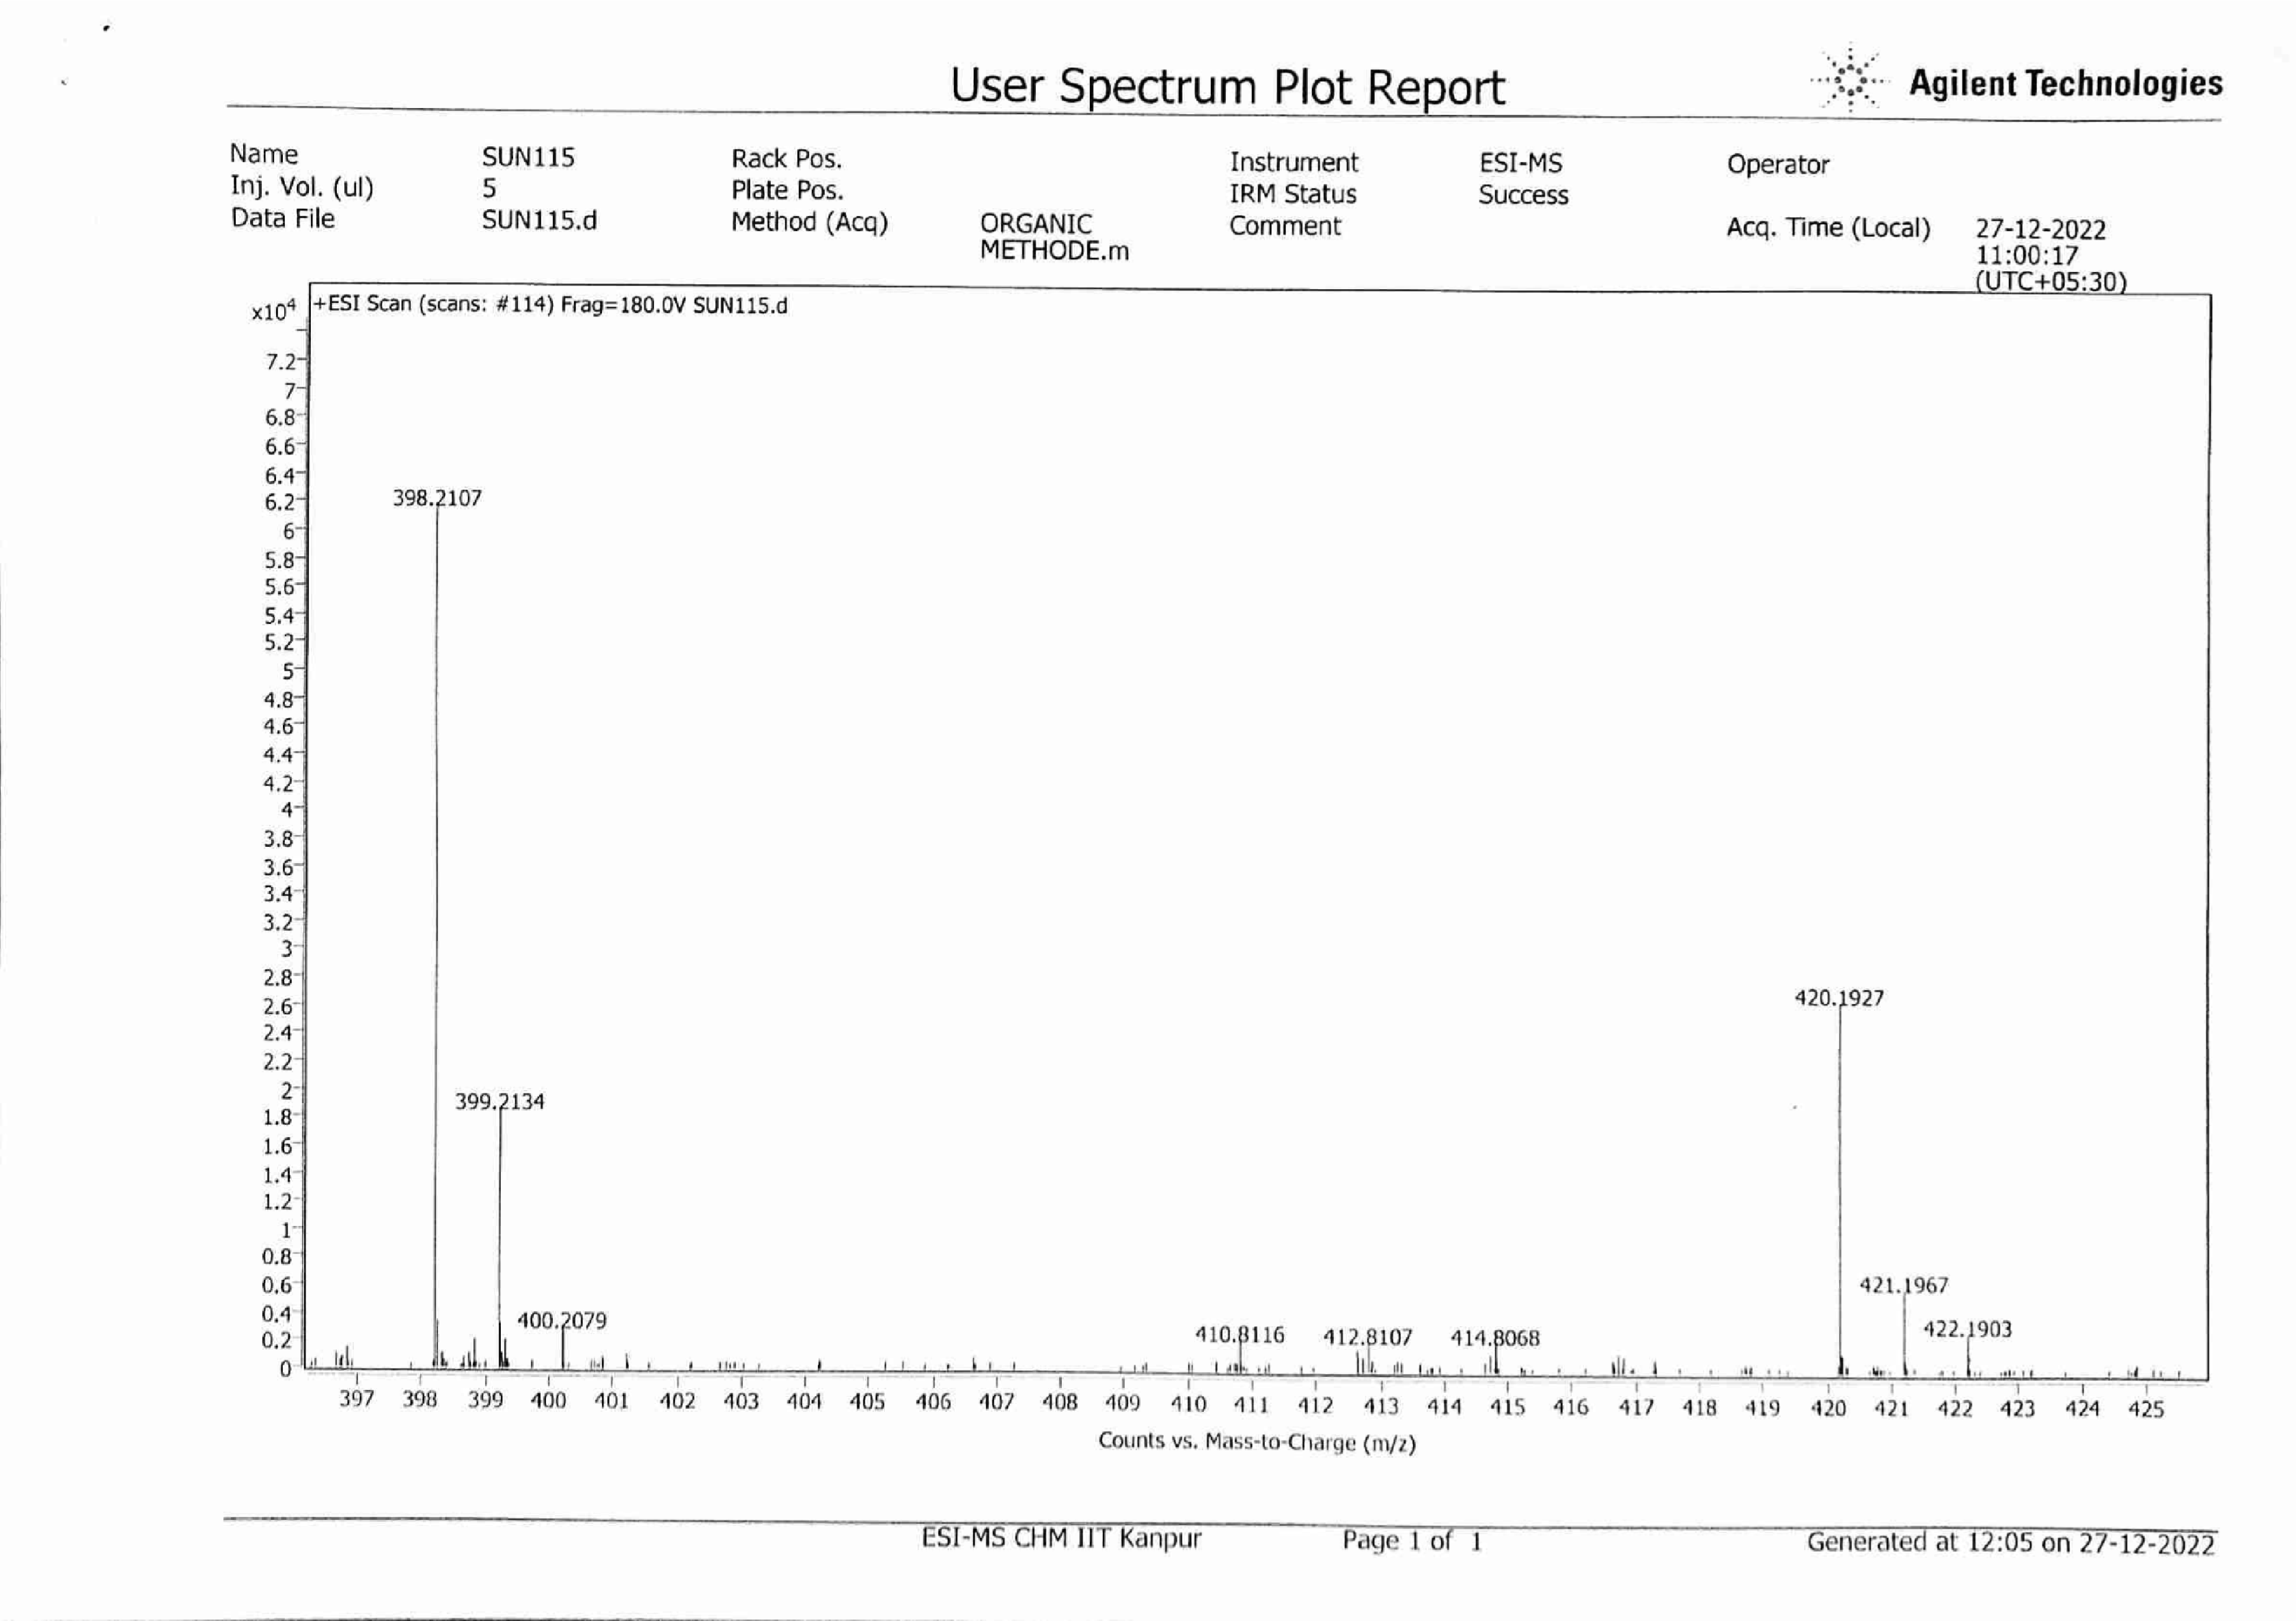 User Spectrum Plot Report
Agilent Technologies
Name SUN115 Rack Pos. Instrument ESI-MS Operator
Inj. Vol. (ul) 5 Plate Pos. IRM Status Success
Data File SUN115.d Method (Acq) ORGANIC Comment Acq. Time (Local) 27-12-2022
METHODE.m 11:00:17
(UTC+05:30)
x10⁴ +ESI Scan (scans: #114) Frag=180.0V SUN115.d
7.2
7
6.8
6.6
6.4
6.2 398.2107
6
5.8
5.6
5.4
5.2
5
4.8
4.6
4.4
4.2
4
3.8
3.6
3.4
3.2
3
2.8
2.6 420.1927
2.4
2.2
2
399.2134
1.8
1.6
1.4
1.2
1
0.8
0.6 421.1967
0.4 400.2079 422.1903
0.2 410.8116 412.8107 414.8068
0
397 398 399 400 401 402 403 404 405 406 407 408 409 410 411 412 413 414 415 416 417 418 419 420 421 422 423 424 425
Counts vs. Mass-to-Charge (m/z)
ESI-MS CHM IIT Kanpur Page 1 of 1 Generated at 12:05 on 27-12-2022